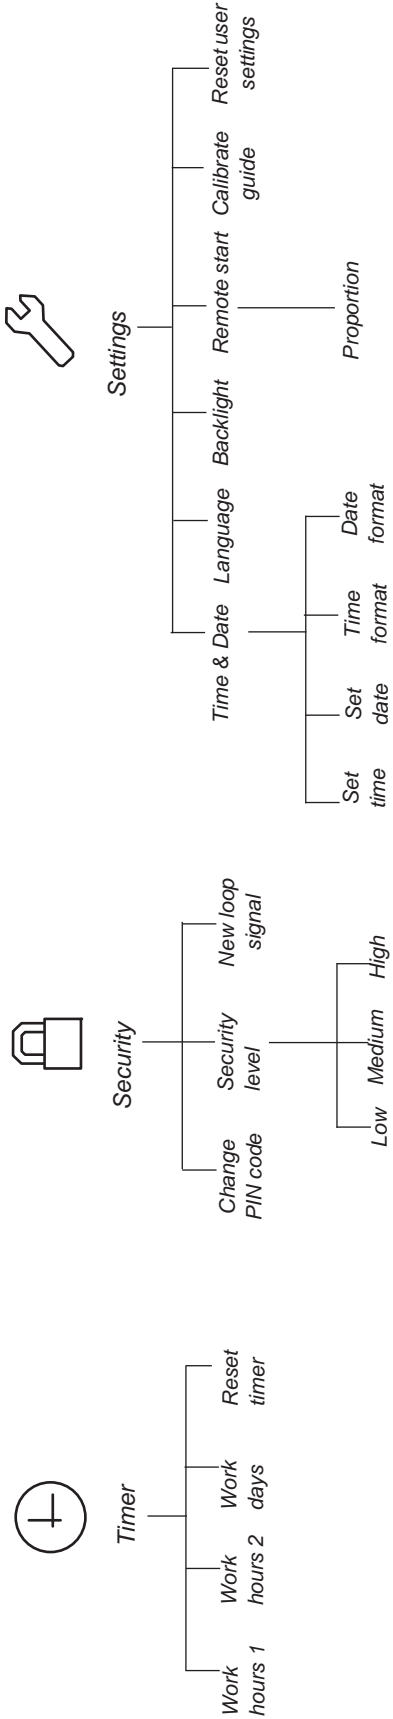 Timer
Work
hours 1
Work
hours 2
Work
days
Reset
timer
Security
Change
PIN code
Security
level
New loop
signal
Low
Medium
High
Settings
Time & Date
Language
Backlight
Remote start
Calibrate
guide
Reset user
settings
Set
time
Set
date
Time
format
Date
format
Proportion